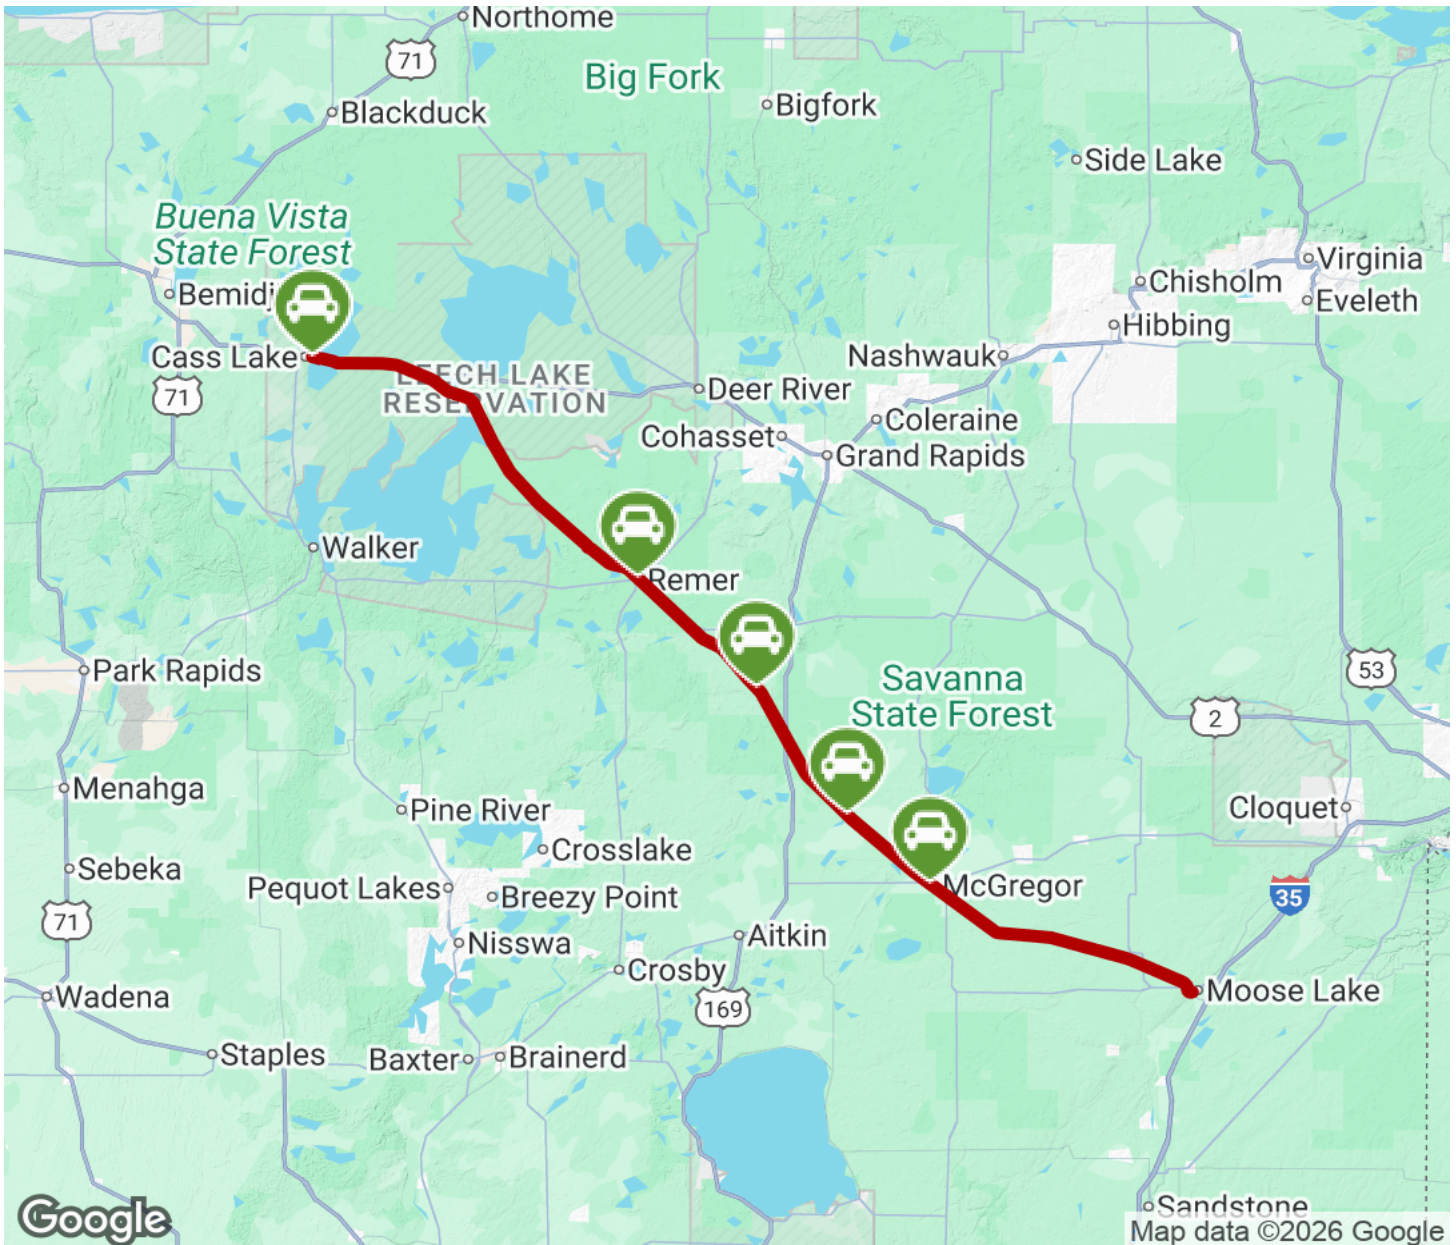 Northome
71
Big Fork
Bigfork
Blackduck
Side Lake
Buena Vista
State Forest
Virginia
Chisholm
Eveleth
Hibbing
Cass Lake
Nashwauk
LEECH LAKE
RESERVATION
Deer River
71
Coleraine
Cohasset
Grand Rapids
Walker
Remer
Park Rapids
53
Savanna
State Forest
2
Menahga
Pine River
Cloquet
Crosslake
Sebeka
Pequot Lakes
Breezy Point
McGregor
35
71
Nisswa
Aitkin
Crosby
Wadena
169
Moose Lake
Staples
Baxter
Brainerd
Sandstone
Google
Map data ©2026 Google